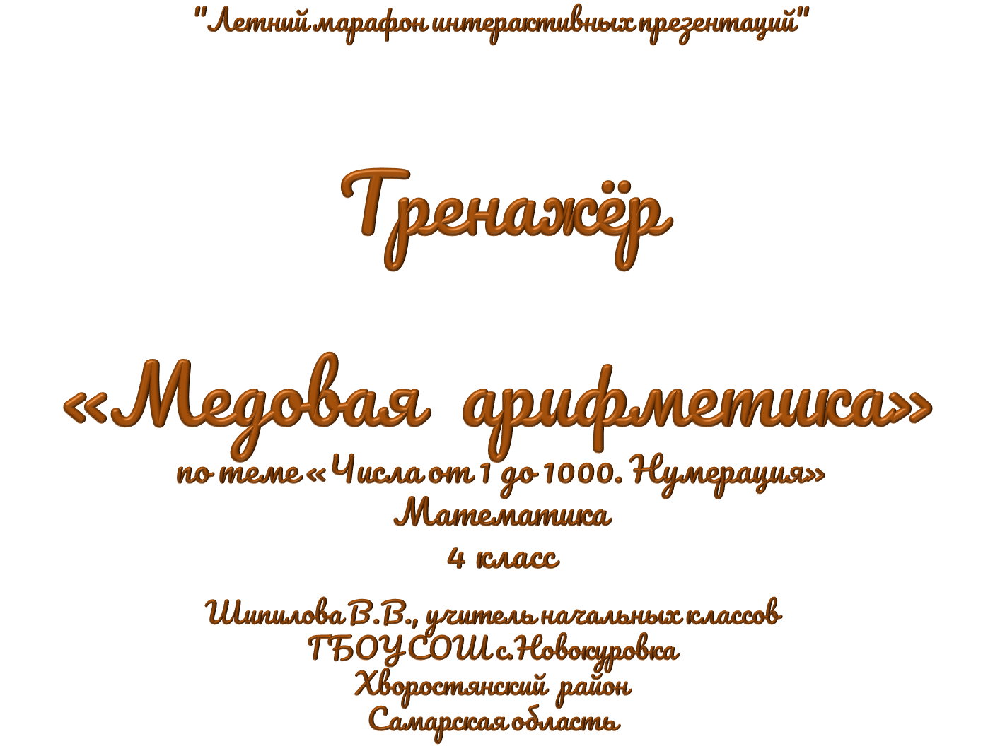 "Летний марафон интерактивных презентаций"
Тренажёр
«Медовая арифметика»
по теме « Числа от 1 до 1000. Нумерация»
Математика
4 класс
Шипилова В.В., учитель начальных классов
ГБОУ СОШ с.Новокуровка
Хворостянский район
Самарская область